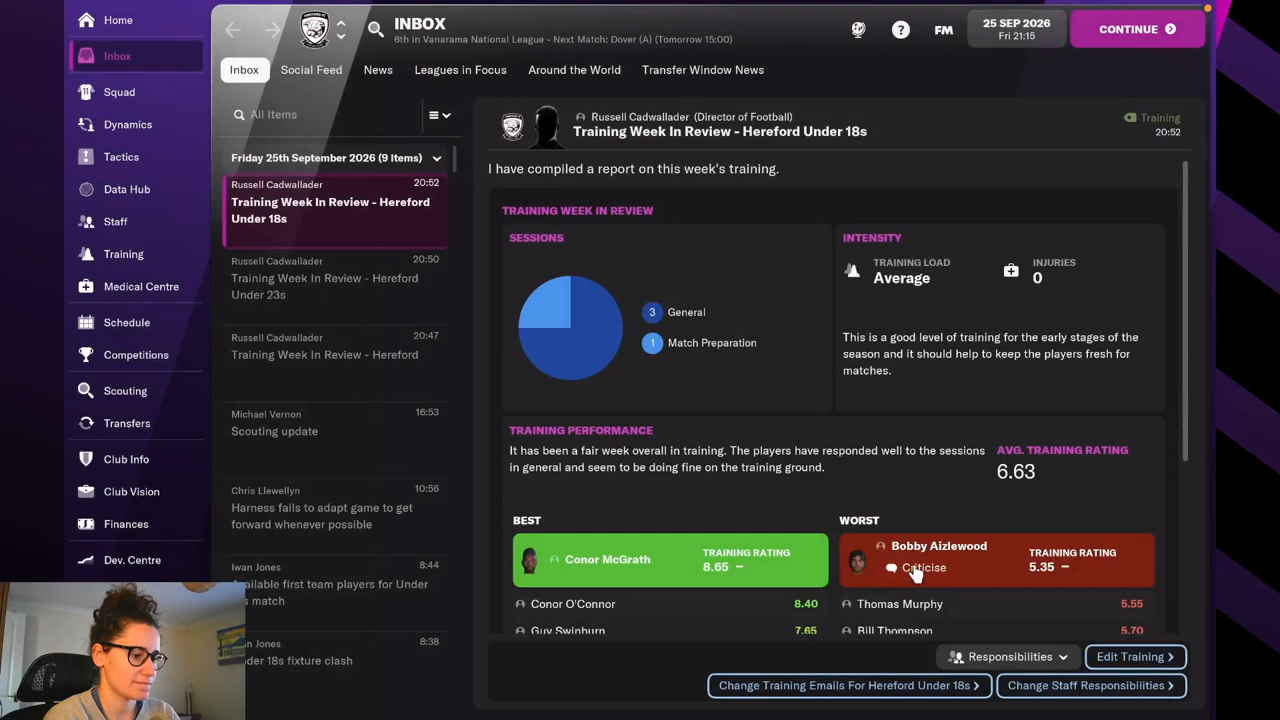 Home
Inbox
Squad
Dynamics
Tactics
Data Hub
Staff
Training
Medical Centre
Schedule
Competitions
Scouting
Transfers
Club Info
Club Vision
Finances
Dev. Centre
INBOX
6th in Vanarama National League - Next Match: Dover (A) (Tomorrow 15:00)
?
FM
25 SEP 2026
Fri 21:15
CONTINUE
Inbox
Social Feed
News
Leagues in Focus
Around the World
Transfer Window News
All Items
Friday 25th September 2026 (9 items)
Russell Cadwallader 20:52
Training Week In Review - Hereford
Under 18s
Russell Cadwallader 20:50
Training Week In Review - Hereford
Under 23s
Russell Cadwallader 20:47
Training Week In Review - Hereford
Michael Vernon 16:53
Scouting update
Chris Llewellyn 10:56
Harness fails to adapt game to get
forward whenever possible
Iwan Jones 8:44
vailable first team players for Under
s match
an Jones 8:38
nder 18s fixture clash
Russell Cadwallader (Director of Football)
Training Week In Review - Hereford Under 18s
Training
20:52
I have compiled a report on this week's training.
TRAINING WEEK IN REVIEW
SESSIONS
3 General
1 Match Preparation
INTENSITY
TRAINING LOAD
Average
INJURIES
0
This is a good level of training for the early stages of the
season and it should help to keep the players fresh for
matches.
TRAINING PERFORMANCE
It has been a fair week overall in training. The players have responded well to the sessions
in general and seem to be doing fine on the training ground.
AVG. TRAINING RATING
6.63
BEST
Conor McGrath
TRAINING RATING
8.65 –
Conor O'Connor 8.40
Guy Swinburn 7.65
WORST
Bobby Aizlewood
Criticise
TRAINING RATING
5.35 –
Thomas Murphy 5.55
Bill Thompson 5.70
Responsibilities
Edit Training >
Change Training Emails For Hereford Under 18s >
Change Staff Responsibilities >